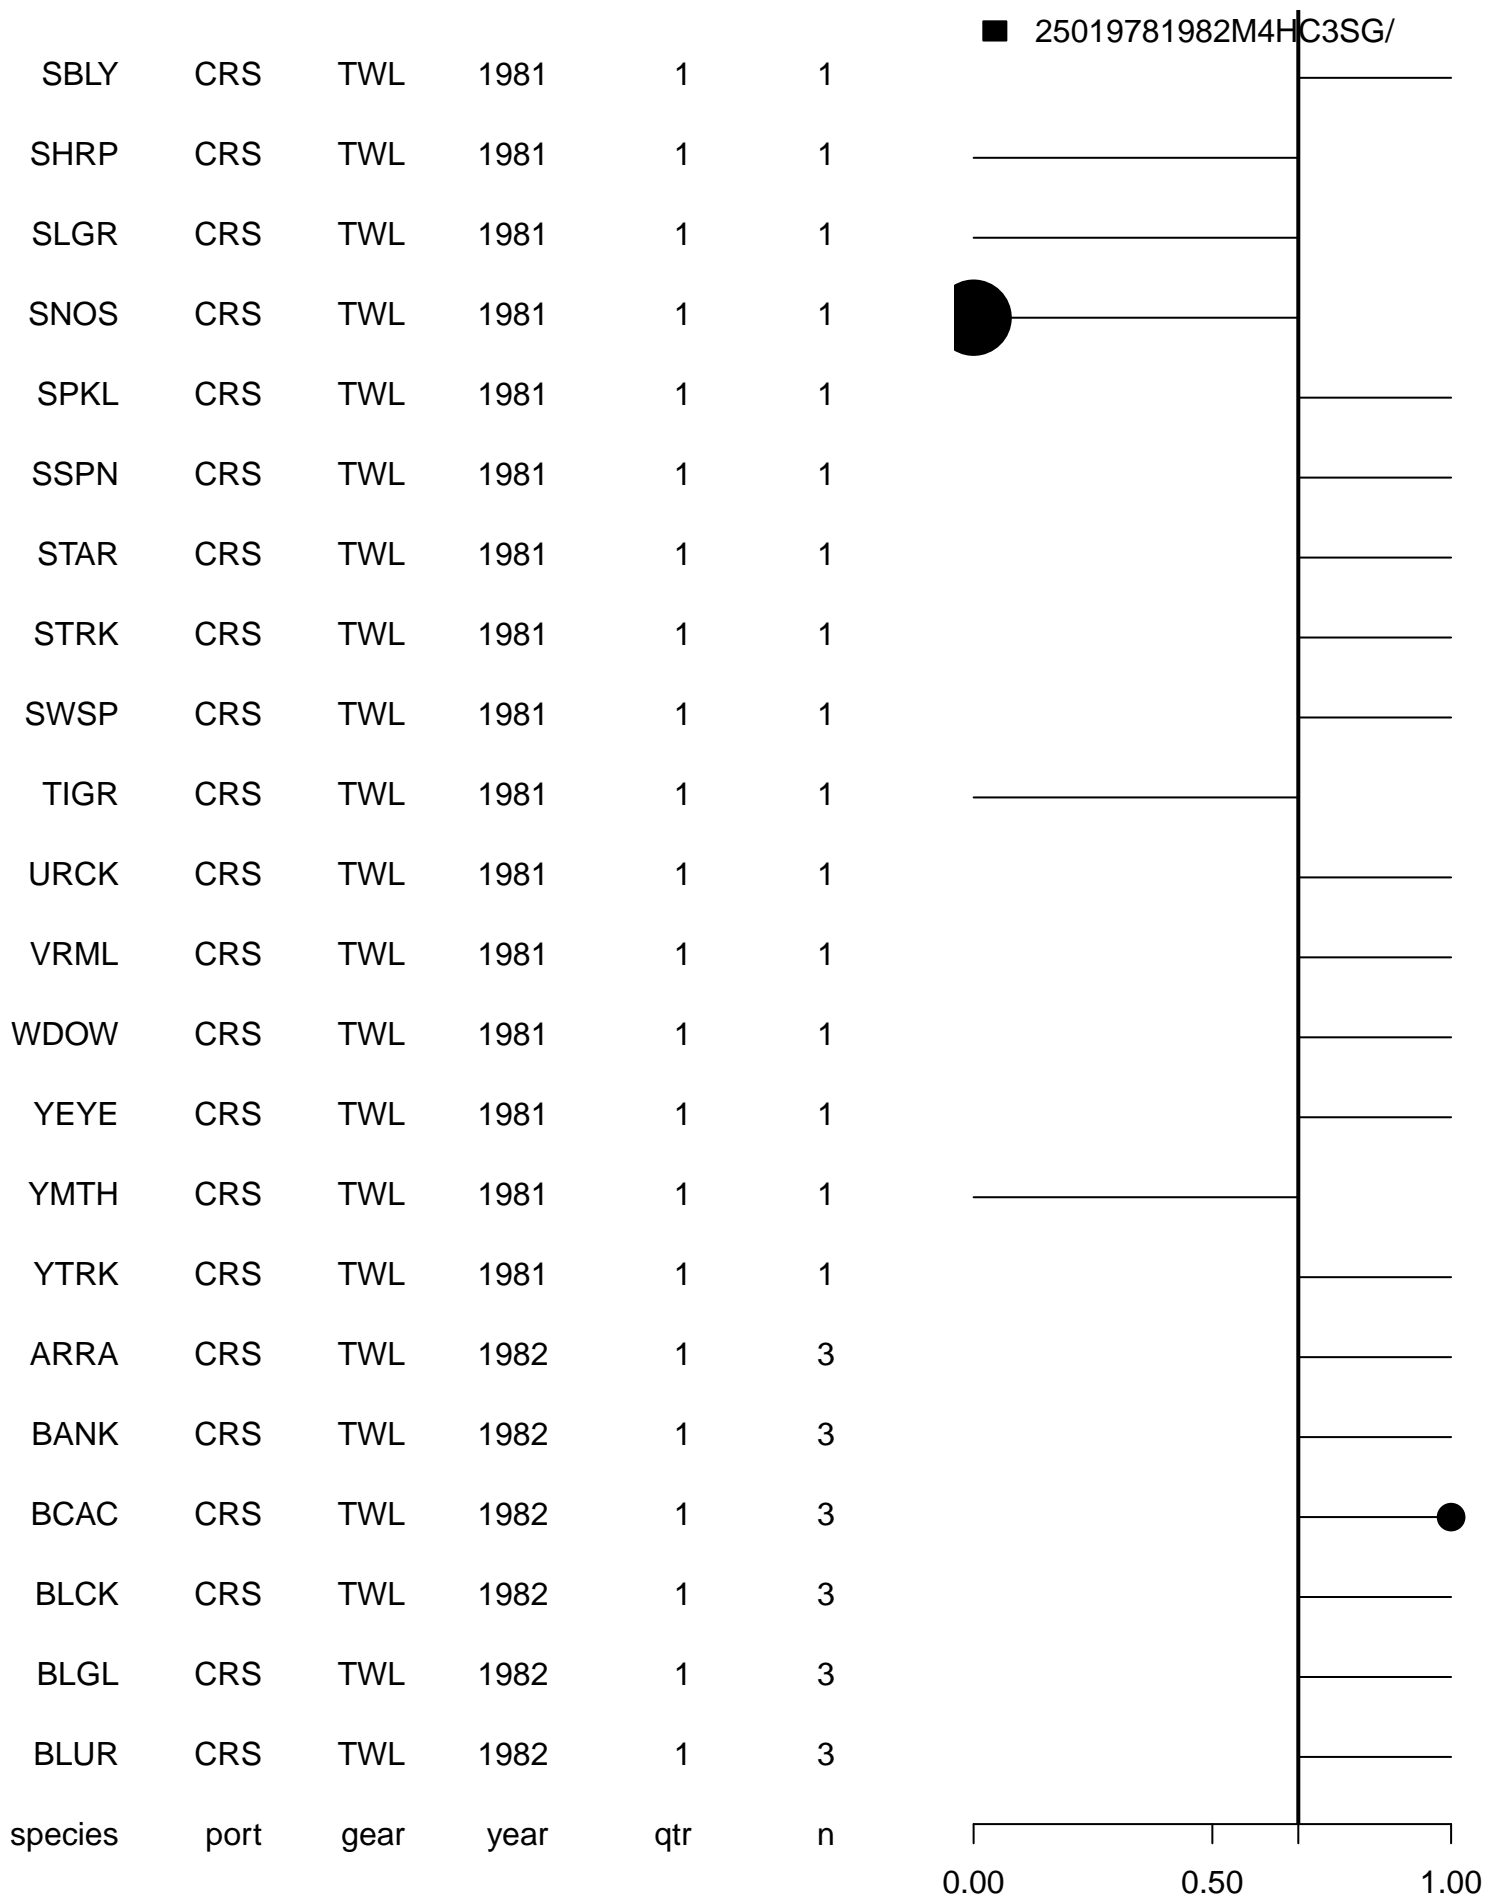 25019781982M4HC3SG/
SBLY CRS TWL 1981 1 1
SHRP CRS TWL 1981 1 1
SLGR CRS TWL 1981 1 1
SNOS CRS TWL 1981 1 1
SPKL CRS TWL 1981 1 1
SSPN CRS TWL 1981 1 1
STAR CRS TWL 1981 1 1
STRK CRS TWL 1981 1 1
SWSP CRS TWL 1981 1 1
TIGR CRS TWL 1981 1 1
URCK CRS TWL 1981 1 1
VRML CRS TWL 1981 1 1
WDOW CRS TWL 1981 1 1
YEYE CRS TWL 1981 1 1
YMTH CRS TWL 1981 1 1
YTRK CRS TWL 1981 1 1
ARRA CRS TWL 1982 1 3
BANK CRS TWL 1982 1 3
BCAC CRS TWL 1982 1 3
BLCK CRS TWL 1982 1 3
BLGL CRS TWL 1982 1 3
BLUR CRS TWL 1982 1 3
species port gear year qtr n
0.00 0.50 1.00